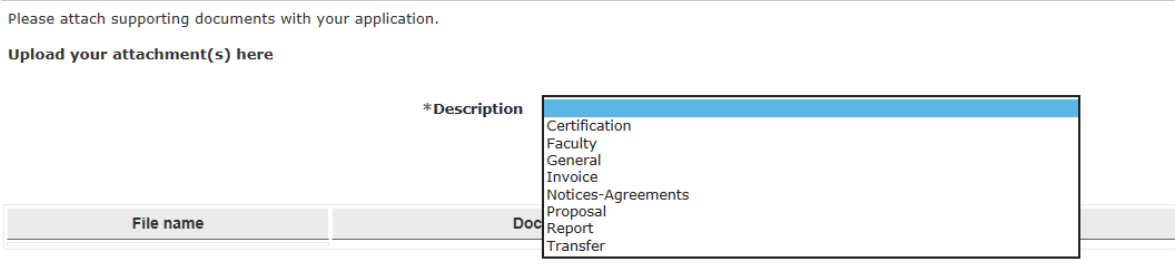 Please attach supporting documents with your application.
Upload your attachment(s) here
*Description
Certification
Faculty
General
Invoice
Notices-Agreements
Proposal
Report
Transfer
File name
Doc